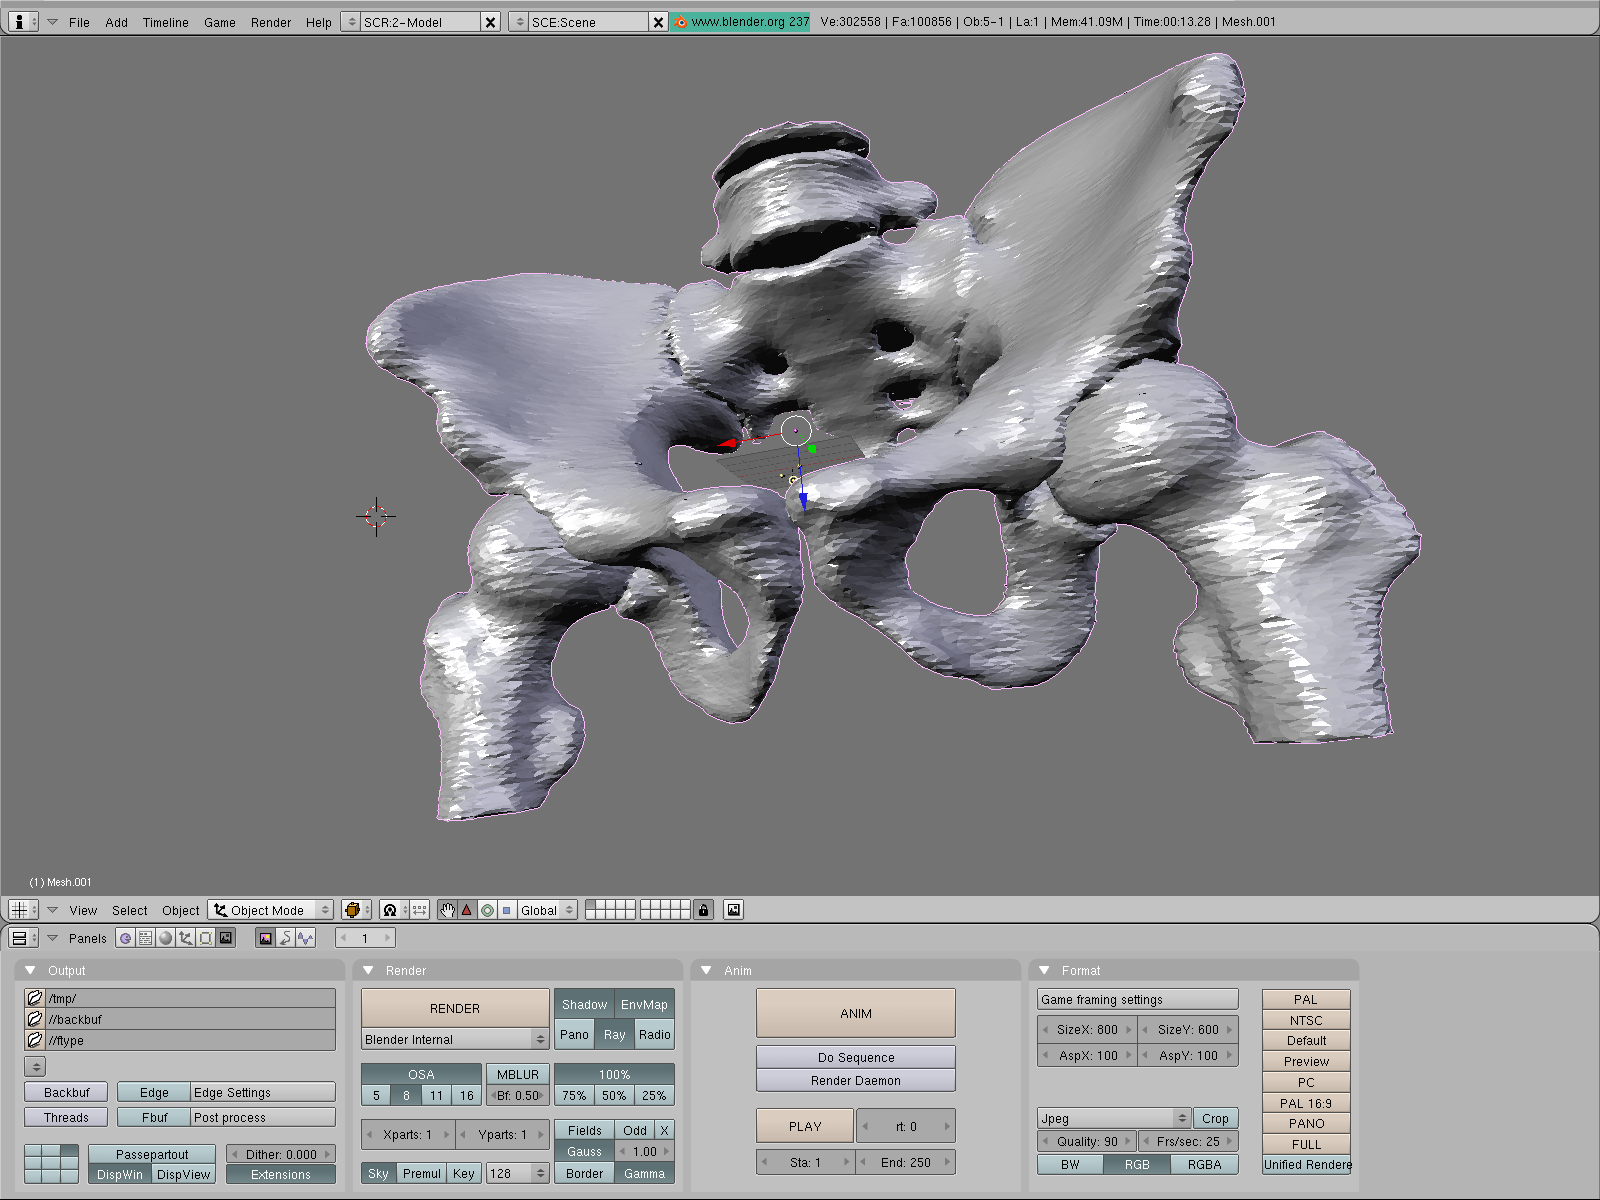 File Add Timeline Game Render Help SCR:2-Model SCE:Scene www.blender.org 237 Ve:302558 | Fa:100856 | Ob:5-1 | La:1 | Mem:41.09M | Time:00:13.28 | Mesh.001
(1) Mesh.001
View Select Object Object Mode Global
Panels 1
Output Render Anim Format
/tmp/
//backbuf
//ftype
Backbuf Edge Edge Settings
Threads Fbuf Post process
Passepartout Dither: 0.000
DispWin DispView Extensions
RENDER Shadow EnvMap
Blender Internal Pano Ray Radio
OSA MBLUR 100%
5 8 11 16 Bf: 0.50 75% 50% 25%
Xparts: 1 Yparts: 1 Fields Odd X
Gauss 1.00
Sky Premul Key 128 Border Gamma
ANIM
Do Sequence
Render Daemon
PLAY rt: 0
Sta: 1 End: 250
Game framing settings
SizeX: 800 SizeY: 600
AspX: 100 AspY: 100
Jpeg Crop
Quality: 90 Frs/sec: 25
BW RGB RGBA
PAL
NTSC
Default
Preview
PC
PAL 16:9
PANO
FULL
Unified Rendere